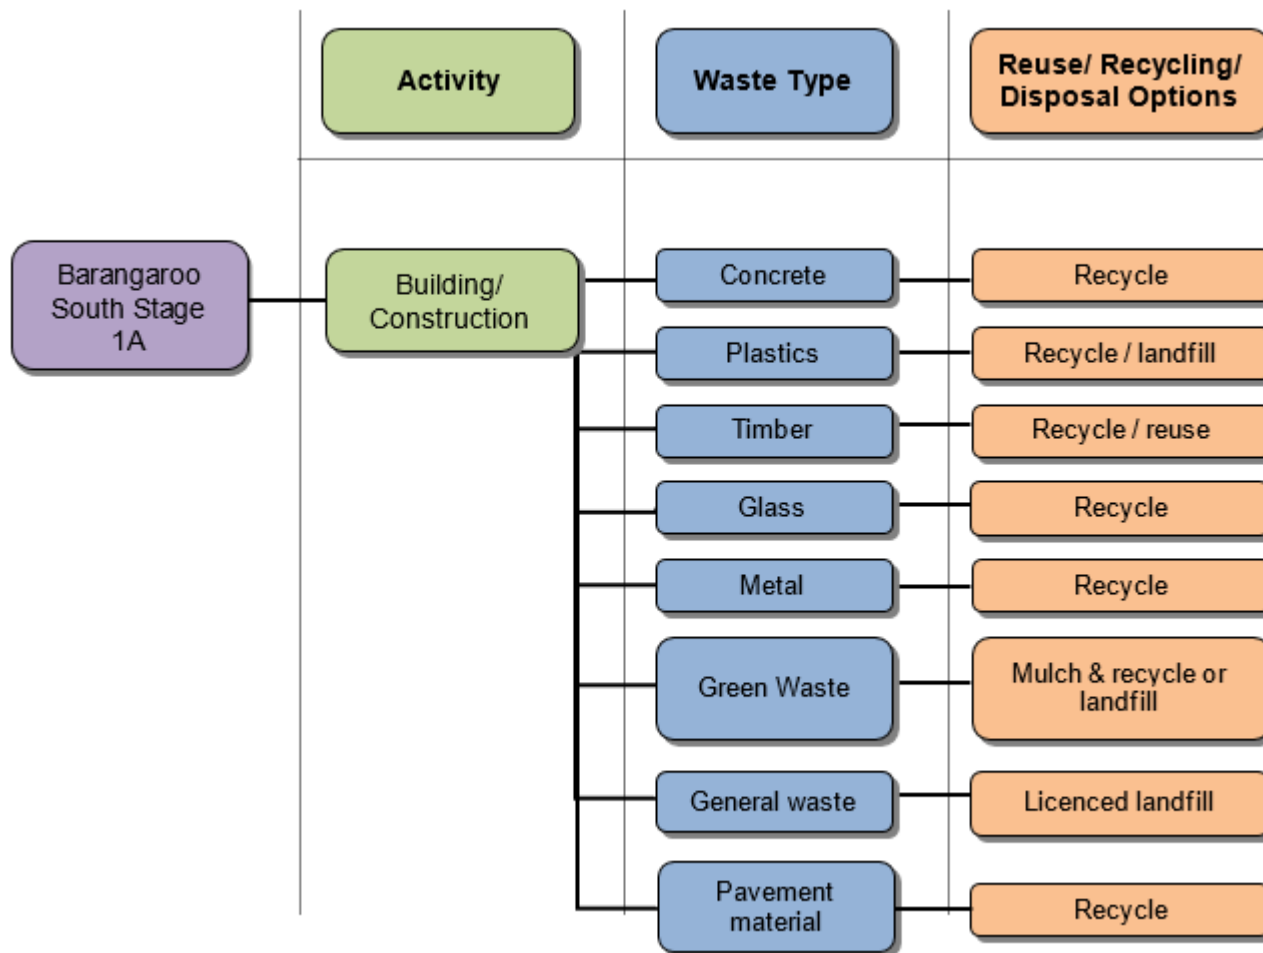 Activity
Waste Type
Reuse/ Recycling/
Disposal Options
Barangaroo
South Stage
1A
Building/
Construction
Concrete
Recycle
Plastics
Recycle / landfill
Timber
Recycle / reuse
Glass
Recycle
Metal
Recycle
Green Waste
Mulch & recycle or
landfill
General waste
Licenced landfill
Pavement
material
Recycle